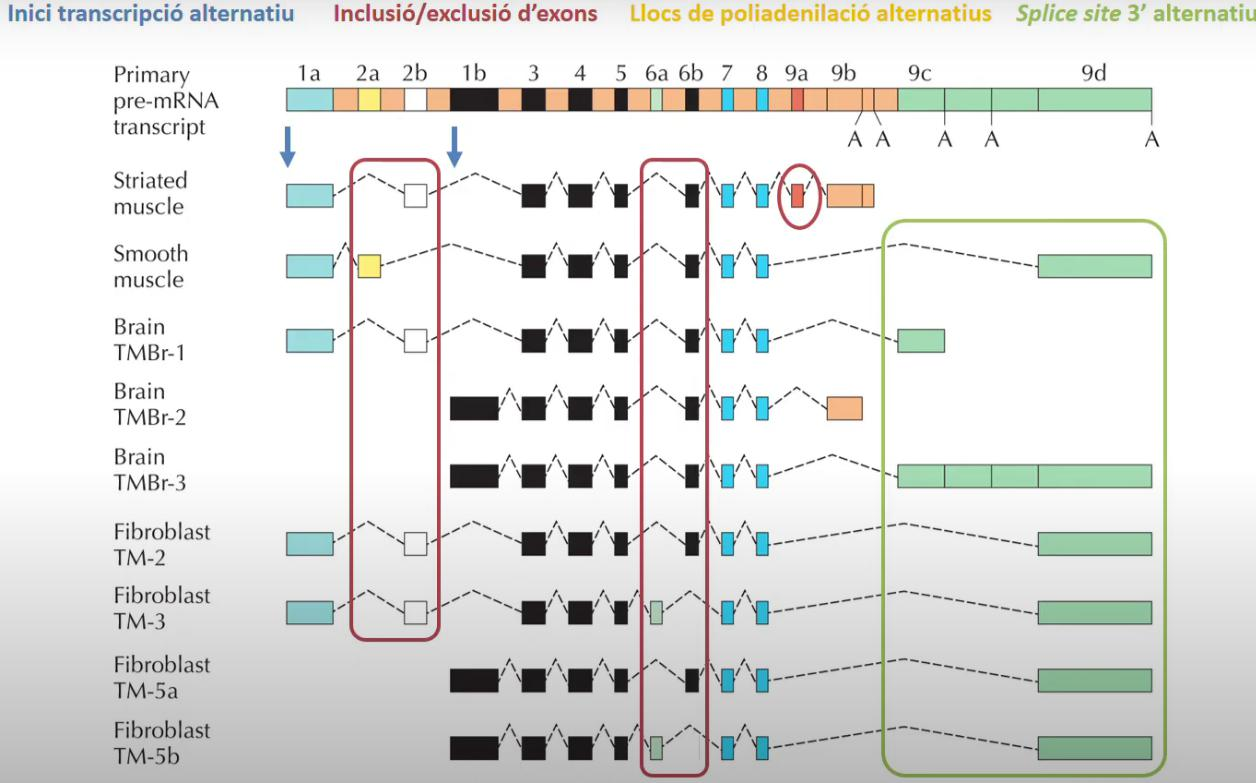 Inici transcripció alternatiu Inclusió/exclusió d'exons Llocs de poliadenilació alternatius Splice site 3' alternatiu
1a 2a 2b 1b 3 4 5 6a 6b 7 8 9a 9b 9c 9d
Primary
pre-mRNA
transcript
A A A A A
Striated
muscle
Smooth
muscle
Brain
TMBr-1
Brain
TMBr-2
Brain
TMBr-3
Fibroblast
TM-2
Fibroblast
TM-3
Fibroblast
TM-5a
Fibroblast
TM-5b